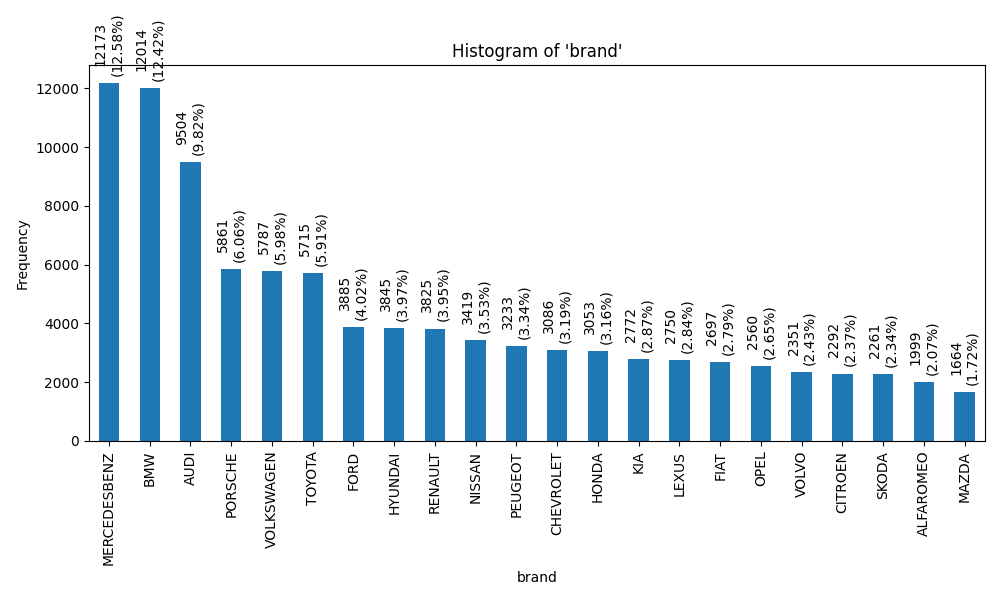 Histogram of 'brand'
Frequency
12000
10000
8000
6000
4000
2000
0
12173
(12.58%)
12014
(12.42%)
9504
(9.82%)
5861
(6.06%)
5787
(5.98%)
5715
(5.91%)
3885
(4.02%)
3845
(3.97%)
3825
(3.95%)
3419
(3.53%)
3233
(3.34%)
3086
(3.19%)
3053
(3.16%)
2772
(2.87%)
2750
(2.84%)
2697
(2.79%)
2560
(2.65%)
2351
(2.43%)
2292
(2.37%)
2261
(2.34%)
1999
(2.07%)
1664
(1.72%)
MERCEDESBENZ
BMW
AUDI
PORSCHE
VOLKSWAGEN
TOYOTA
FORD
HYUNDAI
RENAULT
NISSAN
PEUGEOT
CHEVROLET
HONDA
KIA
LEXUS
FIAT
OPEL
VOLVO
CITROEN
SKODA
ALFAROMEO
MAZDA
brand